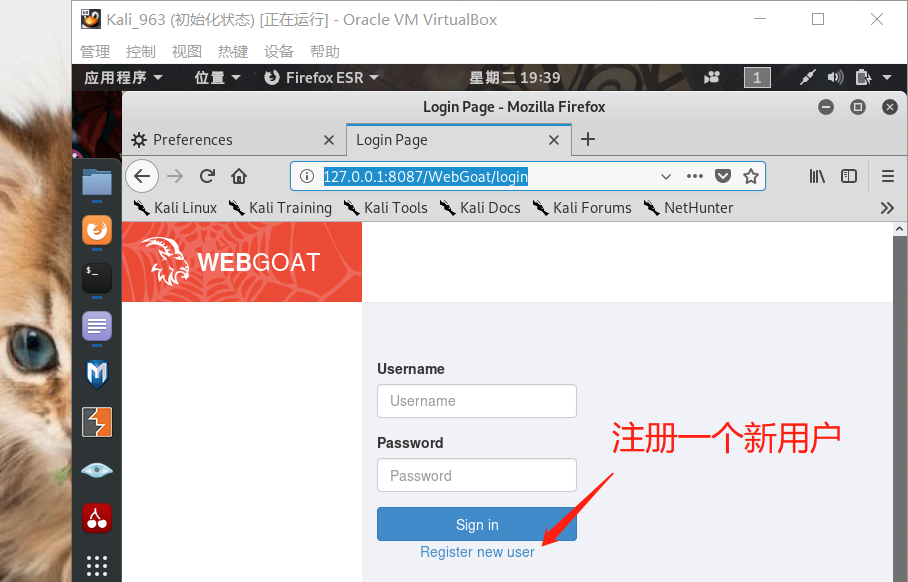 Kali_963 (初始化状态) [正在运行] - Oracle VM VirtualBox
管理 控制 视图 热键 设备 帮助
应用程序 位置 Firefox ESR 星期二 19:39 1
Login Page - Mozilla Firefox
Preferences Login Page
127.0.0.1:8087/WebGoat/login
Kali Linux Kali Training Kali Tools Kali Docs Kali Forums NetHunter
WEBGOAT
Username
Username
Password
注册一个新用户
Password
Sign in
Register new user